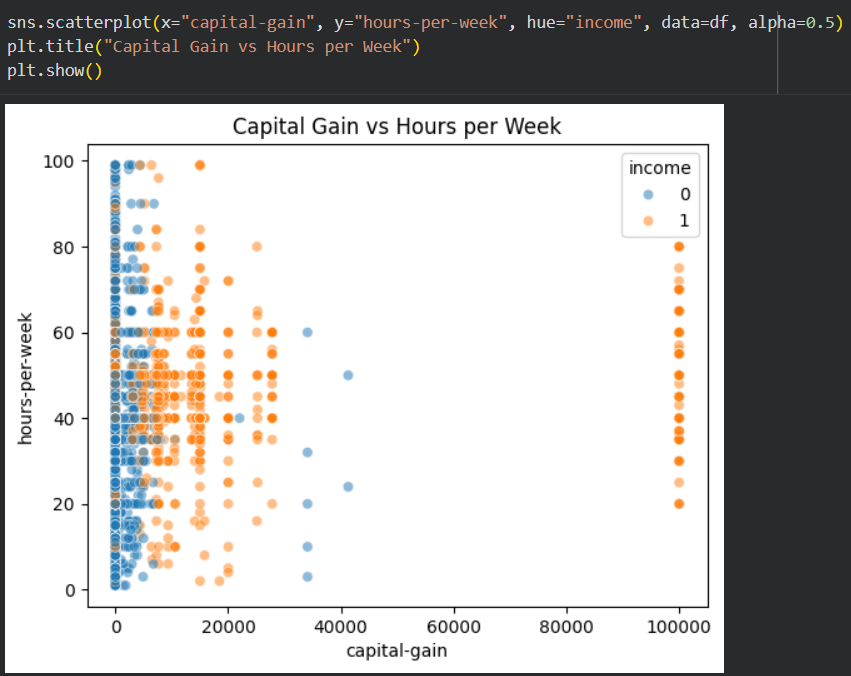 sns.scatterplot(x="capital-gain", y="hours-per-week", hue="income", data=df, alpha=0.5)
plt.title("Capital Gain vs Hours per Week")
plt.show()
Capital Gain vs Hours per Week
income
0
1
100
80
60
40
20
0
hours-per-week
0 20000 40000 60000 80000 100000
capital-gain